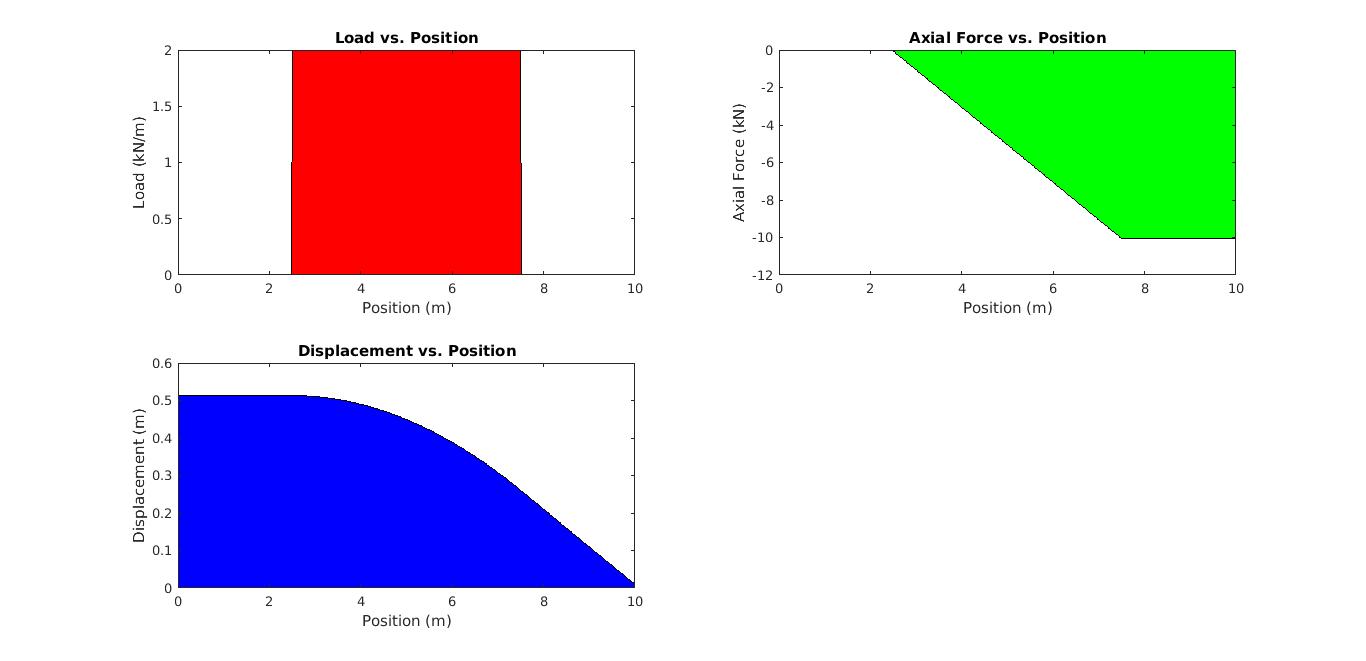 Load vs. Position
2
1.5
1
0.5
0
Load (kN/m)
0 2 4 6 8 10
Position (m)
Axial Force vs. Position
0
-2
-4
-6
-8
-10
-12
Axial Force (kN)
0 2 4 6 8 10
Position (m)
Displacement vs. Position
0.6
0.5
0.4
0.3
0.2
0.1
0
Displacement (m)
0 2 4 6 8 10
Position (m)